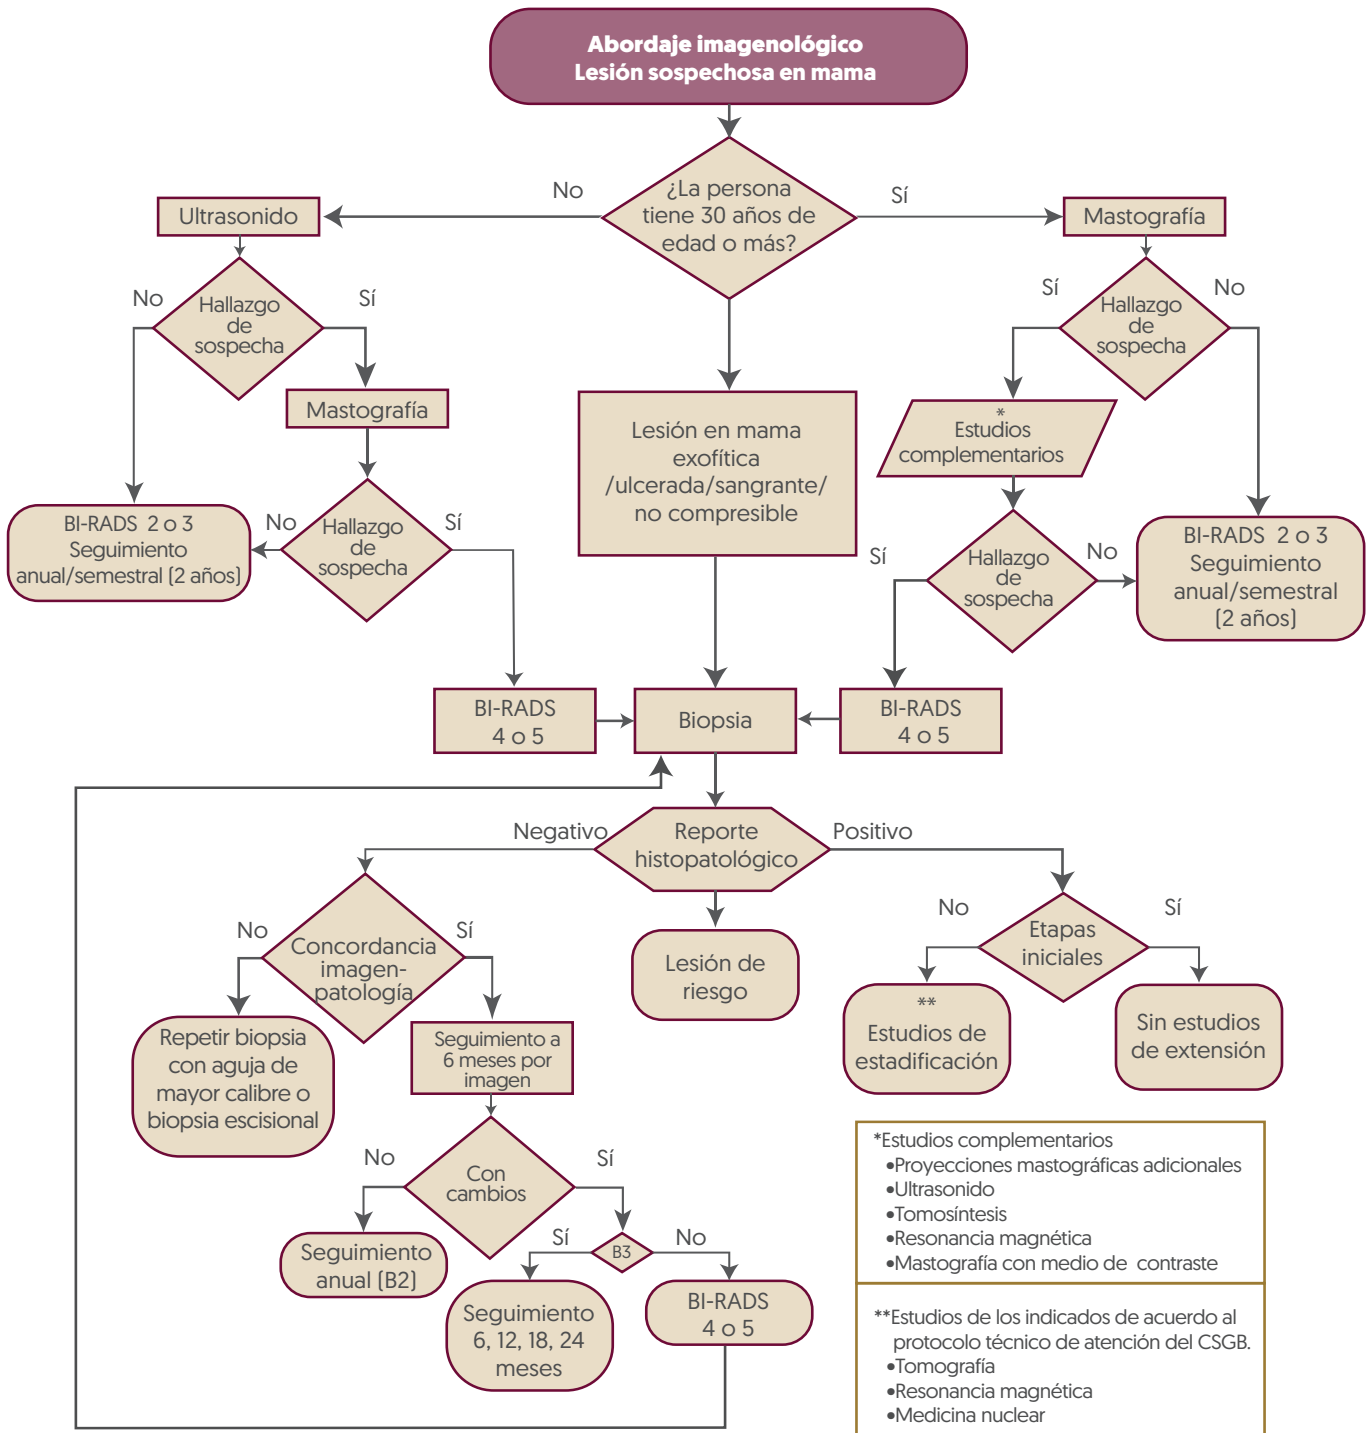 Abordaje imagenológico
Lesión sospechosa en mama
¿La persona
tiene 30 años de
edad o más?
No
Sí
Ultrasonido
Mastografía
Hallazgo
de
sospecha
No
Sí
Mastografía
Hallazgo
de
sospecha
Sí
No
*
Estudios
complementarios
Lesión en mama
exofítica
/ulcerada/sangrante/
no compresible
BI-RADS 2 o 3
Seguimiento
anual/semestral (2 años)
No
Hallazgo
de
sospecha
Sí
Sí
Hallazgo
de
sospecha
No
BI-RADS 2 o 3
Seguimiento
anual/semestral
(2 años)
BI-RADS
4 o 5
Biopsia
BI-RADS
4 o 5
Negativo
Reporte
histopatológico
Positivo
No
Concordancia
imagen-
patología
Sí
Lesión de
riesgo
No
Etapas
iniciales
Sí
Repetir biopsia
con aguja de
mayor calibre o
biopsia escisional
Seguimiento a
6 meses por
imagen
**
Estudios de
estadificación
Sin estudios
de extensión
No
Con
cambios
Sí
Seguimiento
anual (B2)
Sí
B3
No
Seguimiento
6, 12, 18, 24
meses
BI-RADS
4 o 5
*Estudios complementarios
•Proyecciones mastográficas adicionales
•Ultrasonido
•Tomosíntesis
•Resonancia magnética
•Mastografía con medio de contraste
**Estudios de los indicados de acuerdo al
protocolo técnico de atención del CSGB.
•Tomografía
•Resonancia magnética
•Medicina nuclear